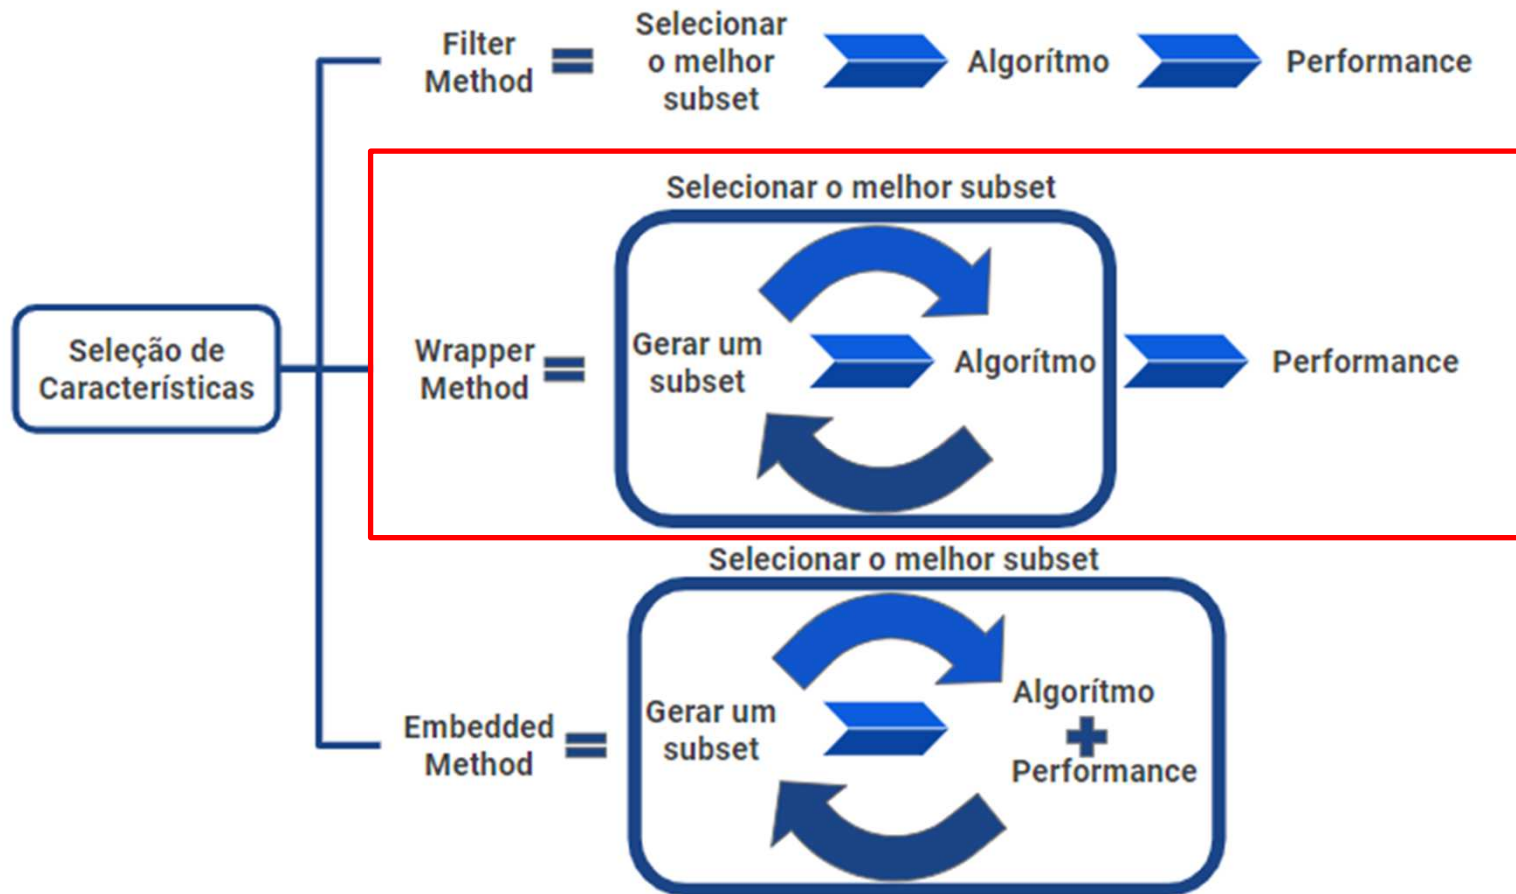 Filter
Method
Selecionar
o melhor
subset
Algorítmo
Performance
Selecionar o melhor subset
Seleção de
Características
Wrapper
Method
Gerar um
subset
Algorítmo
Performance
Selecionar o melhor subset
Embedded
Method
Gerar um
subset
Algorítmo
Performance